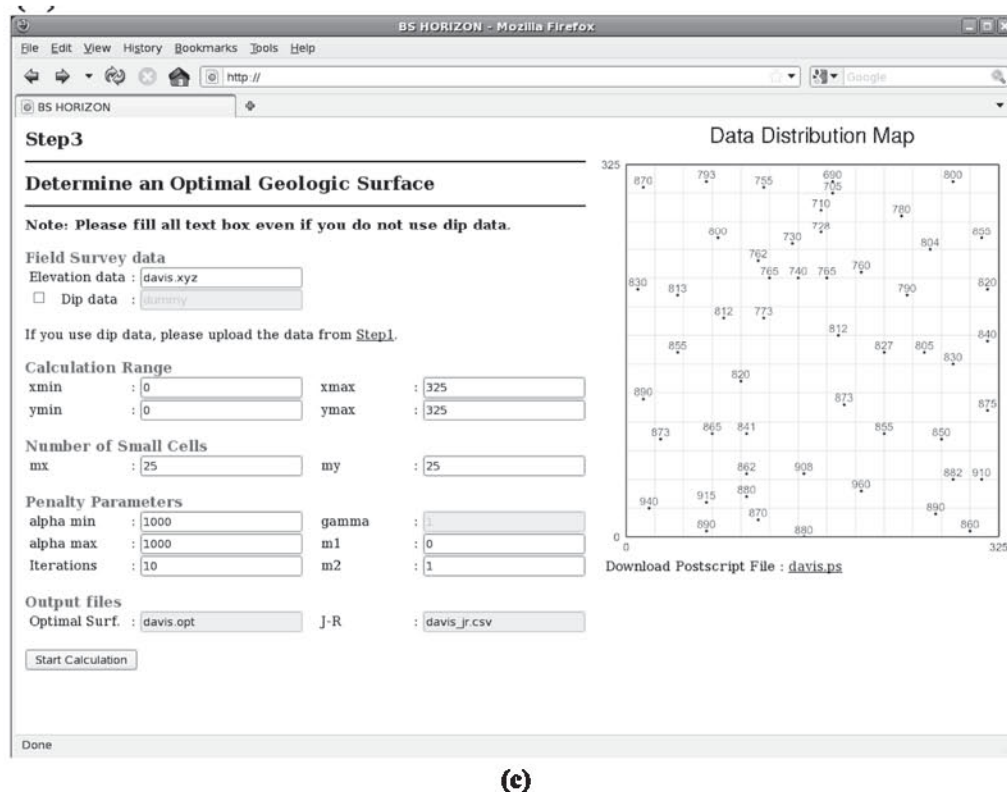 BS HORIZON - Mozilla Firefox
File Edit View History Bookmarks Tools Help
http://
Google
BS HORIZON
Step3
Determine an Optimal Geologic Surface
Note: Please fill all text box even if you do not use dip data.
Field Survey data
Elevation data : davis.xyz
Dip data : dummy
If you use dip data, please upload the data from Step1.
Calculation Range
xmin : 0 xmax : 325
ymin : 0 ymax : 325
Number of Small Cells
mx : 25 my : 25
Penalty Parameters
alpha min : 1000 gamma : 1
alpha max : 1000 m1 : 0
Iterations : 10 m2 : 1
Output files
Optimal Surf. : davis.opt J-R : davis_jr.csv
Start Calculation
Data Distribution Map
325
870 793 755 690 800
705
710 780
800 730 728 804 855
762
765 740 765 760
830 813 790 820
812 773
812 840
855 827 805 830
820
890 873 875
873 865 841 855 850
862 908 882 910
880 960
940 915 870 890
890 880 860
0
0 325
Download Postscript File : davis.ps
Done
(c)